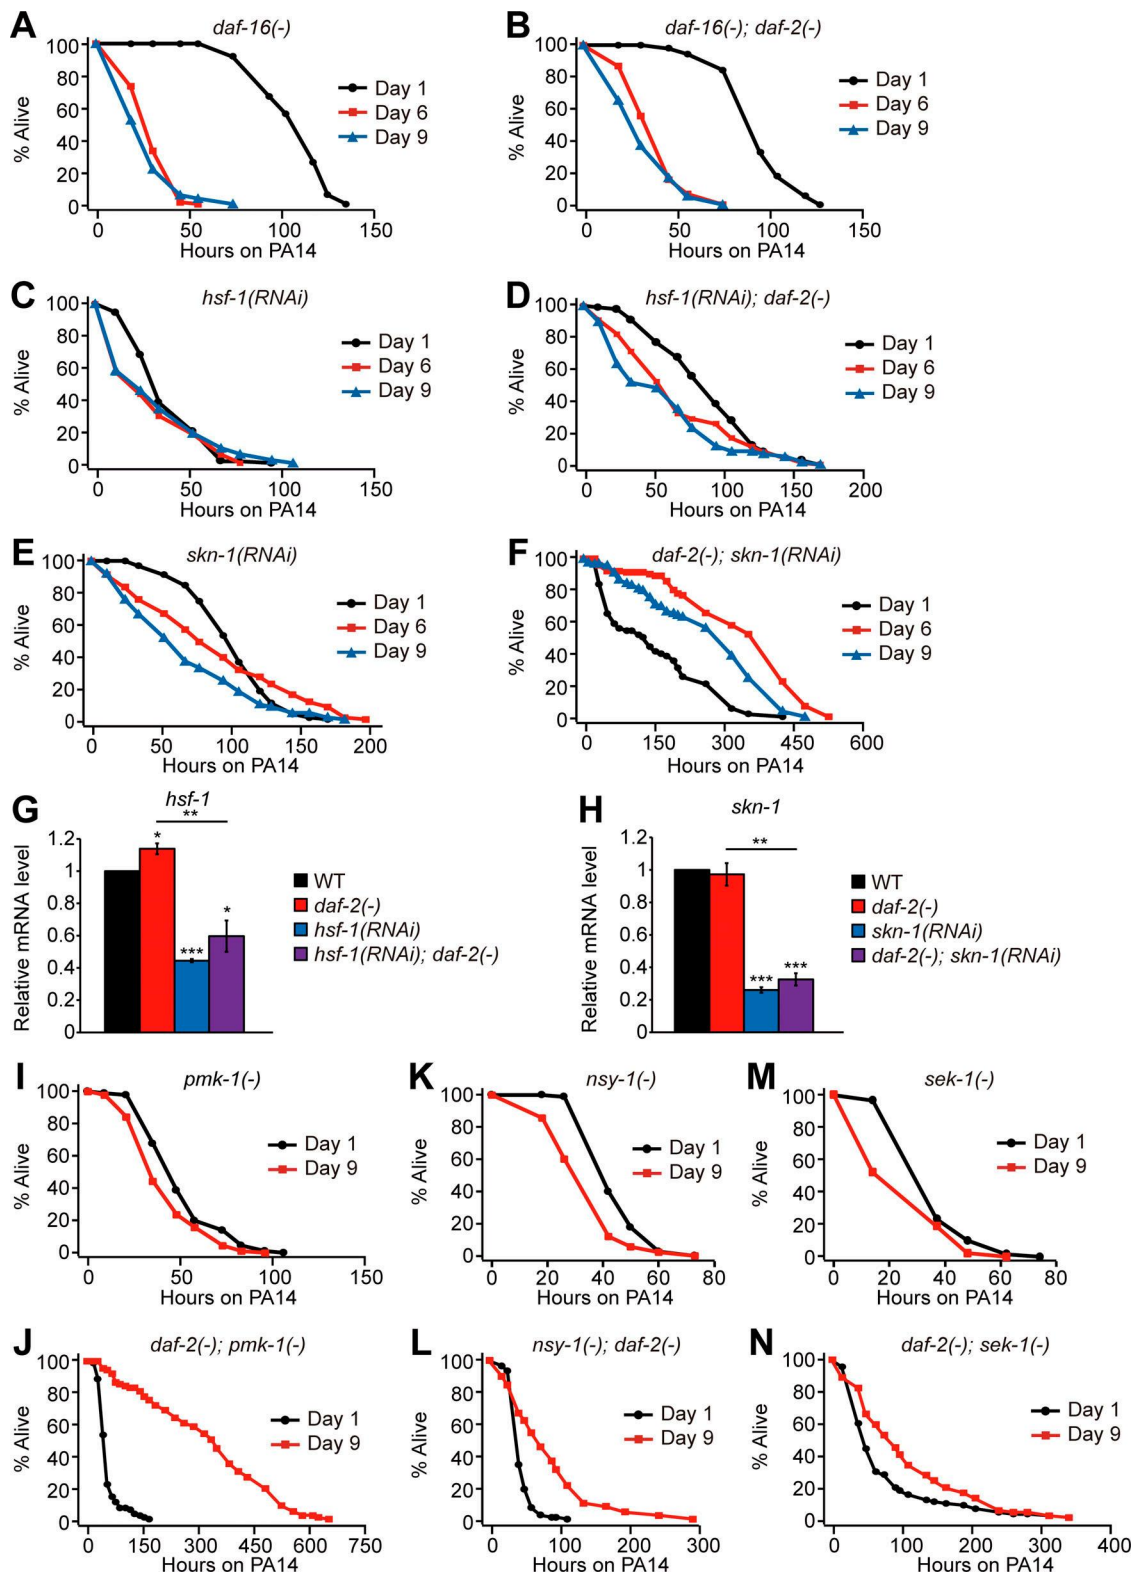 A
daf-16(-)
100
80
60
40
20
0
% Alive
Day 1
Day 6
Day 9
0 50 100 150
Hours on PA14
B
daf-16(-); daf-2(-)
100
80
60
40
20
0
% Alive
Day 1
Day 6
Day 9
0 50 100 150
Hours on PA14
C
hsf-1(RNAi)
100
80
60
40
20
0
% Alive
Day 1
Day 6
Day 9
0 50 100 150
Hours on PA14
D
hsf-1(RNAi); daf-2(-)
100
80
60
40
20
0
% Alive
Day 1
Day 6
Day 9
0 50 100 150 200
Hours on PA14
E
skn-1(RNAi)
100
80
60
40
20
0
% Alive
Day 1
Day 6
Day 9
0 50 100 150 200
Hours on PA14
F
daf-2(-); skn-1(RNAi)
100
80
60
40
20
0
% Alive
Day 1
Day 6
Day 9
0 150 300 450 600
Hours on PA14
G
hsf-1
**
1.2
1
0.8
0.6
0.4
0.2
0
Relative mRNA level
*
***
*
WT
daf-2(-)
hsf-1(RNAi)
hsf-1(RNAi); daf-2(-)
H
skn-1
**
1.2
1
0.8
0.6
0.4
0.2
0
Relative mRNA level
***
***
WT
daf-2(-)
skn-1(RNAi)
daf-2(-); skn-1(RNAi)
I
pmk-1(-)
100
80
60
40
20
0
% Alive
Day 1
Day 9
0 50 100 150
Hours on PA14
K
nsy-1(-)
100
80
60
40
20
0
% Alive
Day 1
Day 9
0 20 40 60 80
Hours on PA14
M
sek-1(-)
100
80
60
40
20
0
% Alive
Day 1
Day 9
0 20 40 60 80
Hours on PA14
J
daf-2(-); pmk-1(-)
100
80
60
40
20
0
% Alive
Day 1
Day 9
0 150 300 450 600 750
Hours on PA14
L
nsy-1(-); daf-2(-)
100
80
60
40
20
0
% Alive
Day 1
Day 9
0 100 200 300
Hours on PA14
N
daf-2(-); sek-1(-)
100
80
60
40
20
0
% Alive
Day 1
Day 9
0 100 200 300 400
Hours on PA14